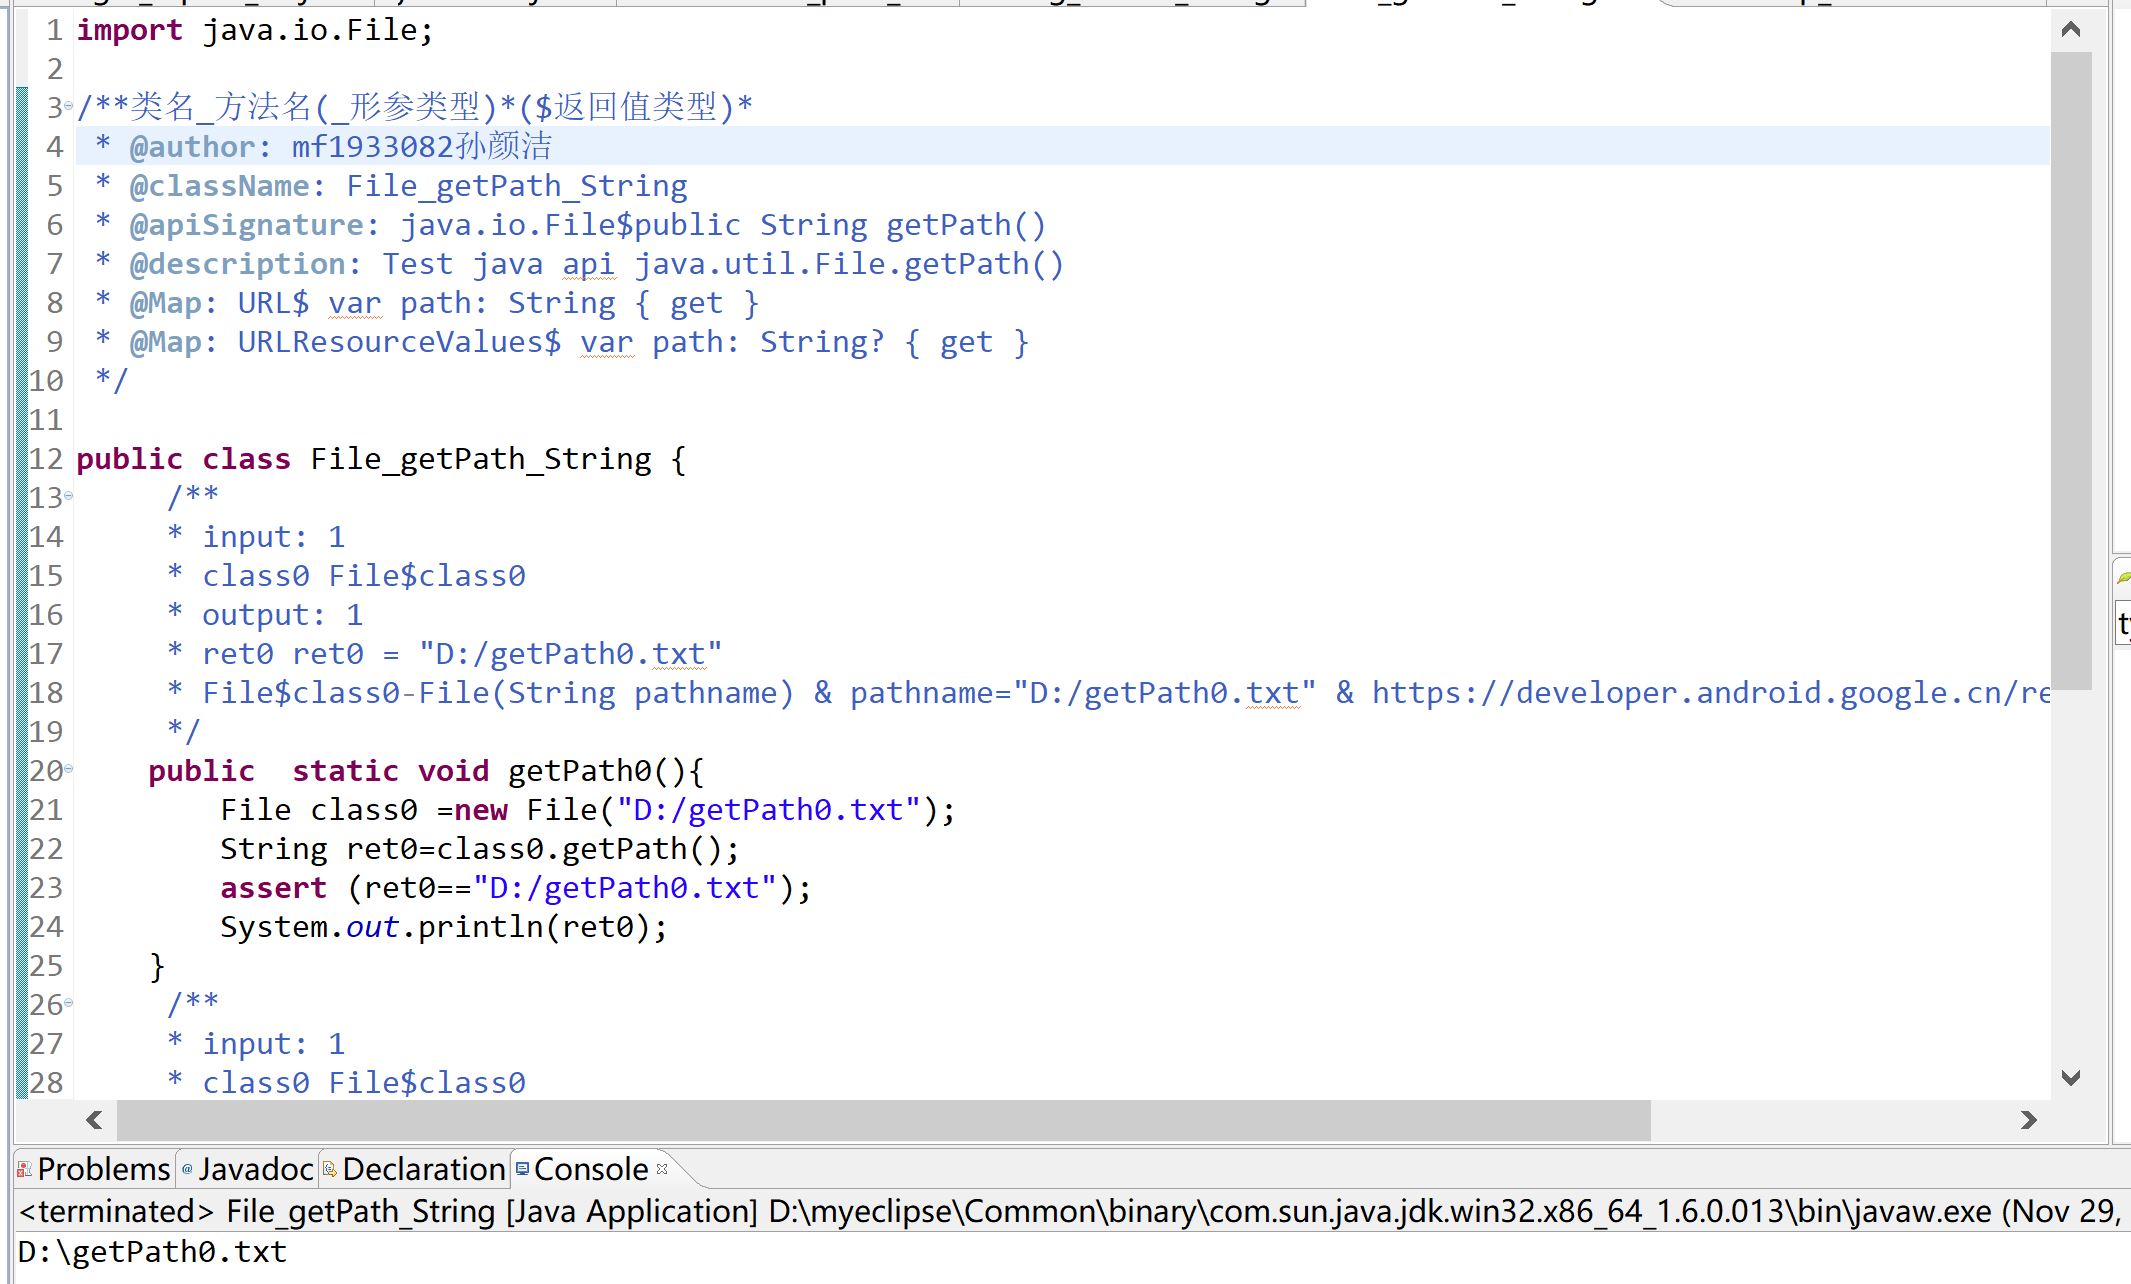 1 import java.io.File;
2
3 /**类名_方法名(_形参类型)*($返回值类型)*
4 * @author: mf1933082孙颜洁
5 * @className: File_getPath_String
6 * @apiSignature: java.io.File$public String getPath()
7 * @description: Test java api java.util.File.getPath()
8 * @Map: URL$ var path: String { get }
9 * @Map: URLResourceValues$ var path: String? { get }
10 */
11
12 public class File_getPath_String {
13 /**
14 * input: 1
15 * class0 File$class0
16 * output: 1
17 * ret0 ret0 = "D:/getPath0.txt"
18 * File$class0-File(String pathname) & pathname="D:/getPath0.txt" & https://developer.android.google.cn/re
19 */
20 public  static void getPath0(){
21 File class0 =new File("D:/getPath0.txt");
22 String ret0=class0.getPath();
23 assert (ret0=="D:/getPath0.txt");
24 System.out.println(ret0);
25 }
26 /**
27 * input: 1
28 * class0 File$class0
Problems Javadoc Declaration Console
<terminated> File_getPath_String [Java Application] D:\myeclipse\Common\binary\com.sun.java.jdk.win32.x86_64_1.6.0.013\bin\javaw.exe (Nov 29,
D:\getPath0.txt